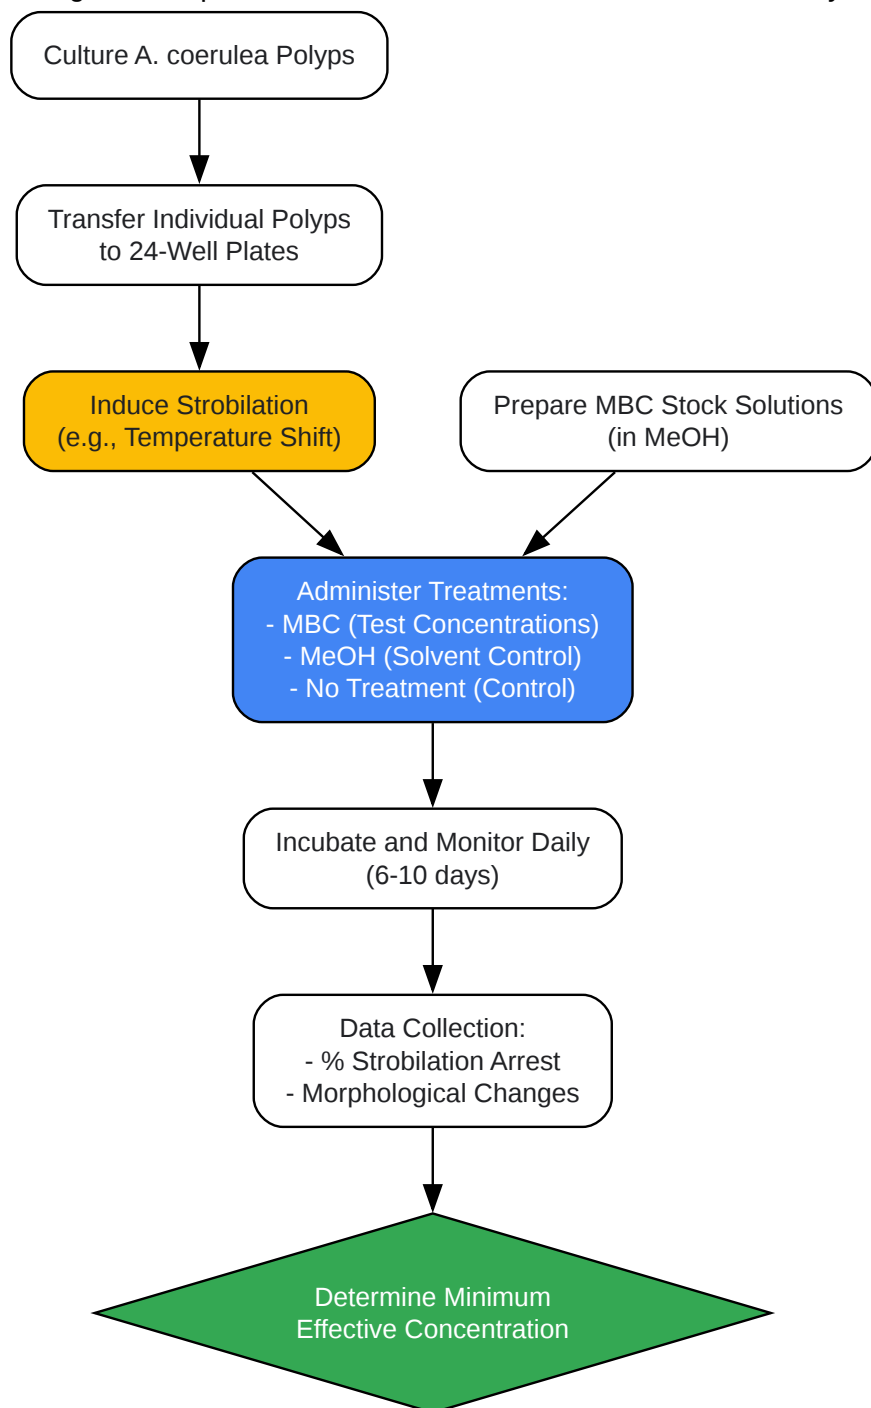 Culture A. coerulea Polyps
Transfer Individual Polyps
to 24-Well Plates
Induce Strobilation
(e.g., Temperature Shift)
Prepare MBC Stock Solutions
(in MeOH)
Administer Treatments:
- MBC (Test Concentrations)
- MeOH (Solvent Control)
- No Treatment (Control)
Incubate and Monitor Daily
(6-10 days)
Data Collection:
- % Strobilation Arrest
- Morphological Changes
Determine Minimum
Effective Concentration